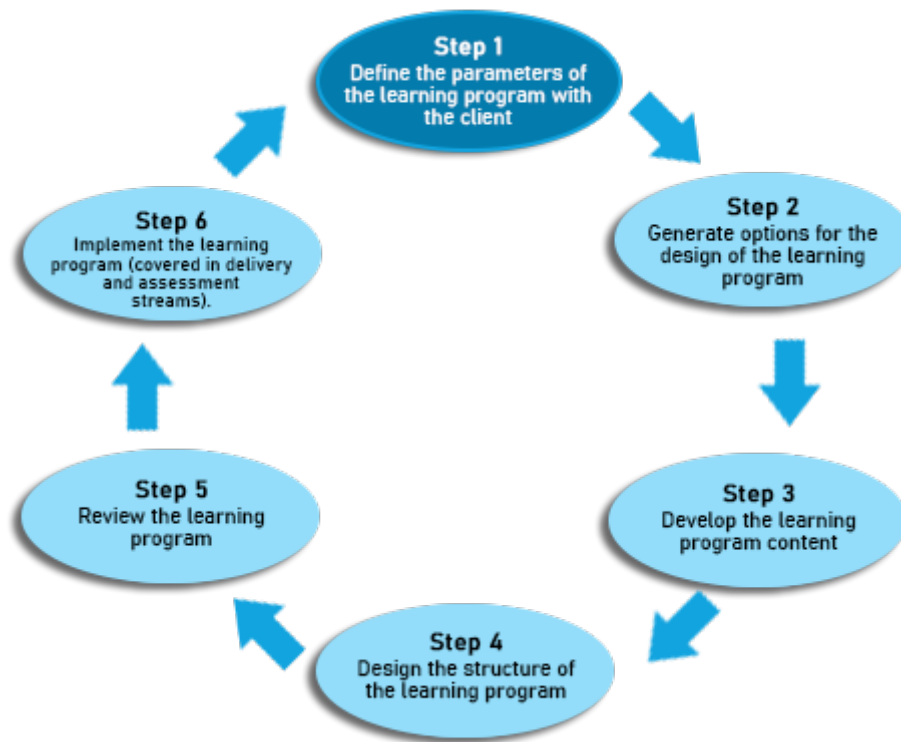 Step 1
Define the parameters of
the learning program with
the client
Step 2
Generate options for the
design of the learning
program
Step 3
Develop the learning
program content
Step 4
Design the structure of
the learning program
Step 5
Review the learning
program
Step 6
Implement the learning
program (covered in delivery
and assessment
streams).